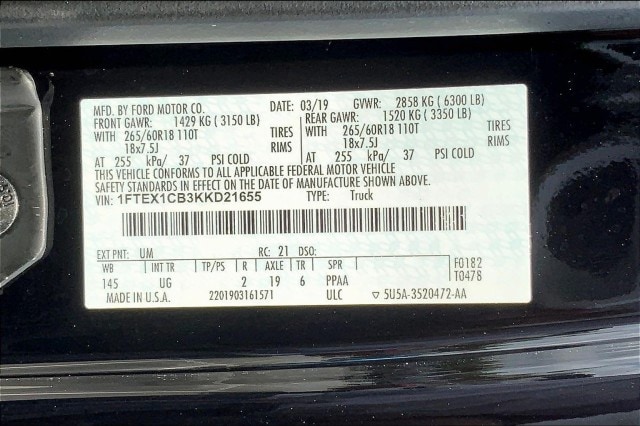 MFD. BY FORD MOTOR CO. DATE: 03/19 GVWR: 2858 KG ( 6300 LB)
FRONT GAWR: 1429 KG ( 3150 LB) REAR GAWR: 1520 KG ( 3350 LB)
WITH 265/60R18 110T TIRES WITH 265/60R18 110T TIRES
18x7.5J RIMS 18x7.5J RIMS
AT 255 kPa/ 37 PSI COLD AT 255 kPa/ 37 PSI COLD
THIS VEHICLE CONFORMS TO ALL APPLICABLE FEDERAL MOTOR VEHICLE
SAFETY STANDARDS IN EFFECT ON THE DATE OF MANUFACTURE SHOWN ABOVE.
VIN: 1FTEX1CB3KKD21655 TYPE: Truck
EXT PNT: UM RC: 21 DSO: F0182
WB INT TR TP/PS R AXLE TR SPR T0478
145 UG 2 19 6 PPAA
MADE IN U.S.A. 2201903161571 ULC ▽ 5U5A-3520472-AA